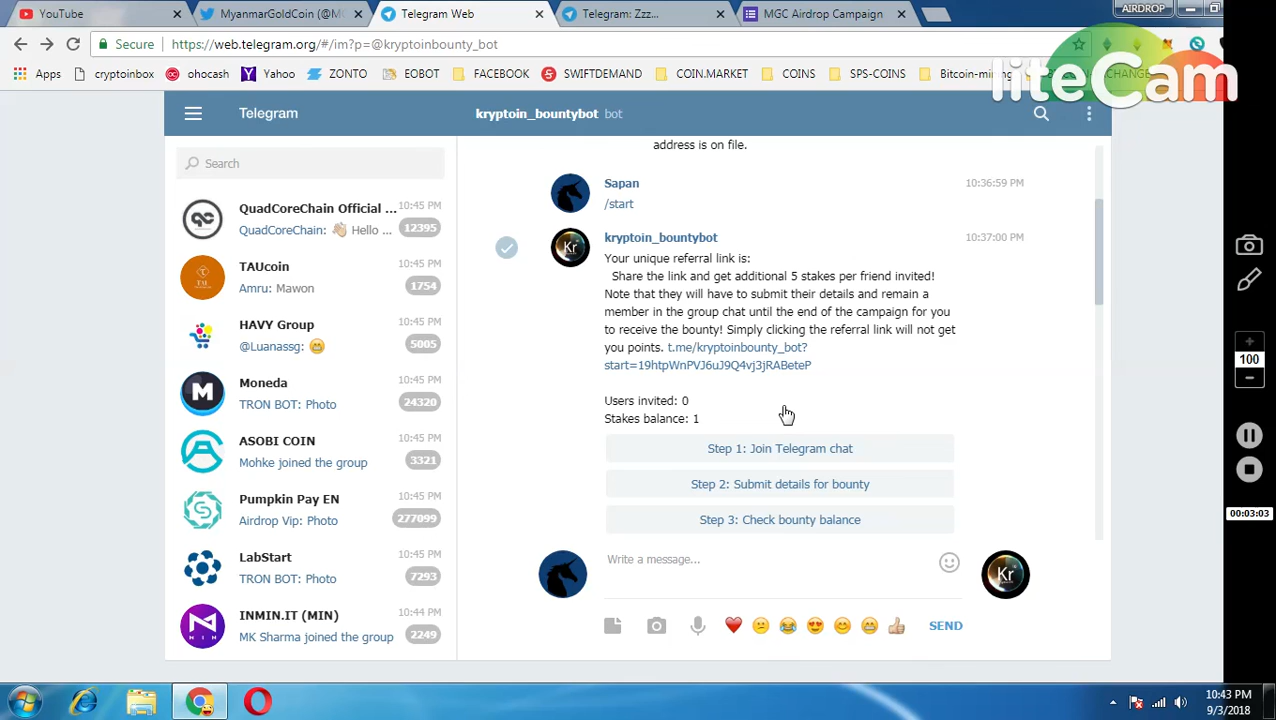 YouTube
MyanmarGoldCoin (@M
Telegram Web
Telegram: Zzz...
MGC Airdrop Campaign
AIRDROP
Secure
https://web.telegram.org/#/im?p=@kryptoinbounty_bot
Apps
cryptoinbox
ohocash
Yahoo
ZONTO
EOBOT
FACEBOOK
SWIFTDEMAND
COIN.MARKET
COINS
SPS-COINS
liteCam
Telegram
kryptoin_bountybot bot
Search
QuadCoreChain Official ...
10:45 PM
QuadCoreChain: 👋 Hello ...
12395
TAUcoin
10:45 PM
Amru: Mawon
1754
HAVY Group
10:45 PM
@Luanassg: 😁
5005
Moneda
10:45 PM
TRON BOT: Photo
24320
ASOBI COIN
10:45 PM
Mohke joined the group
3321
Pumpkin Pay EN
10:45 PM
Airdrop Vip: Photo
277099
LabStart
10:45 PM
TRON BOT: Photo
7293
INMIN.IT (MIN)
10:44 PM
MK Sharma joined the group
2249
address is on file.
Sapan
10:36:59 PM
/start
Kr
kryptoin_bountybot
10:37:00 PM
Your unique referral link is:
Share the link and get additional 5 stakes per friend invited!
Note that they will have to submit their details and remain a
member in the group chat until the end of the campaign for you
to receive the bounty! Simply clicking the referral link will not get
you points. t.me/kryptoinbounty_bot?
start=19htpWnPVJ6uJ9Q4vj3jRABeteP
Users invited: 0
Stakes balance: 1
Step 1: Join Telegram chat
Step 2: Submit details for bounty
Step 3: Check bounty balance
Write a message...
Kr
SEND
100
00:03:03
10:43 PM
9/3/2018